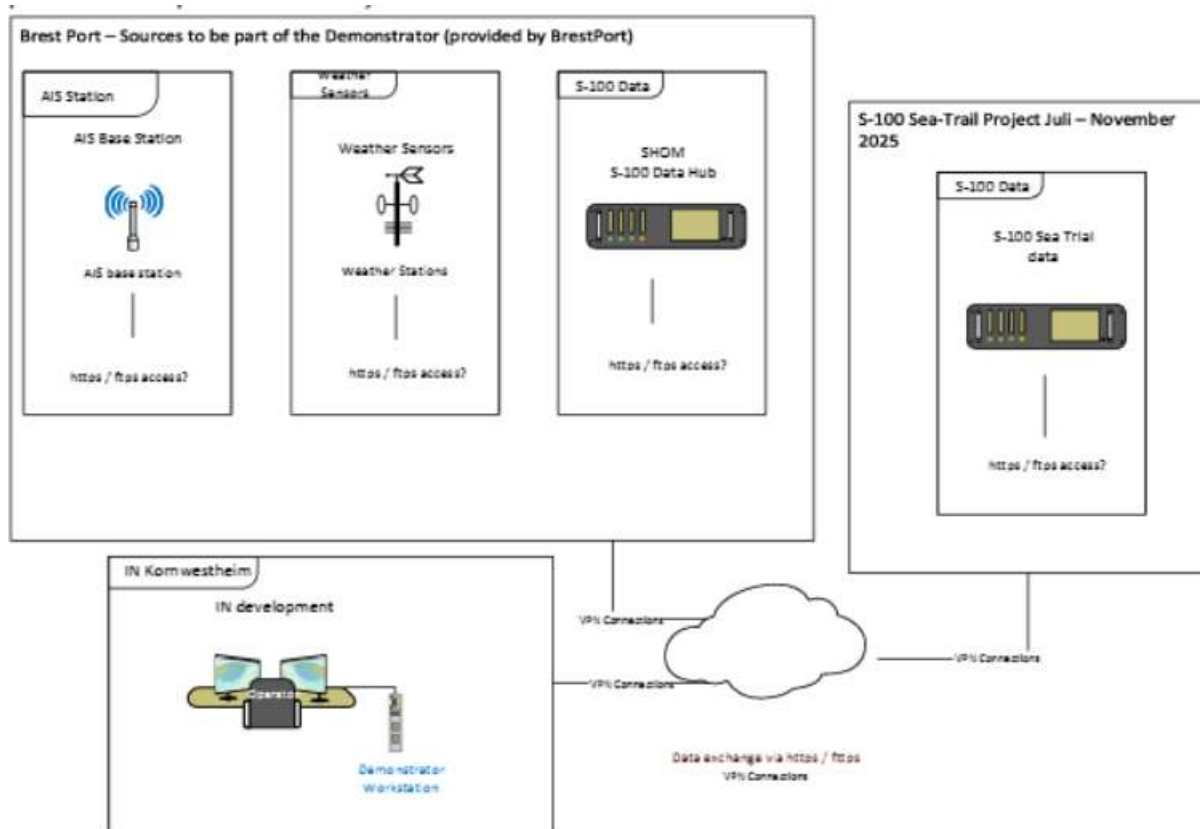 Brest Port – Sources to be part of the Demonstrator (provided by BrestPort)
AIS Station
AIS Base Station
AIS base station
https / ftps access?
Weather
Sensors
Weather Sensors
Weather Stations
https / ftps access?
S-100 Data
SHOM
S-100 Data Hub
https / ftps access?
S-100 Sea-Trail Project Juli – November
2025
S-100 Data
S-100 Sea Trial
data
https / ftps access?
IN Kornwestheim
IN development
Operator
Demonstrator
Workstation
VPN Connections
VPN Connections
VPN Connections
Data exchange via https / fttps
VPN Connections